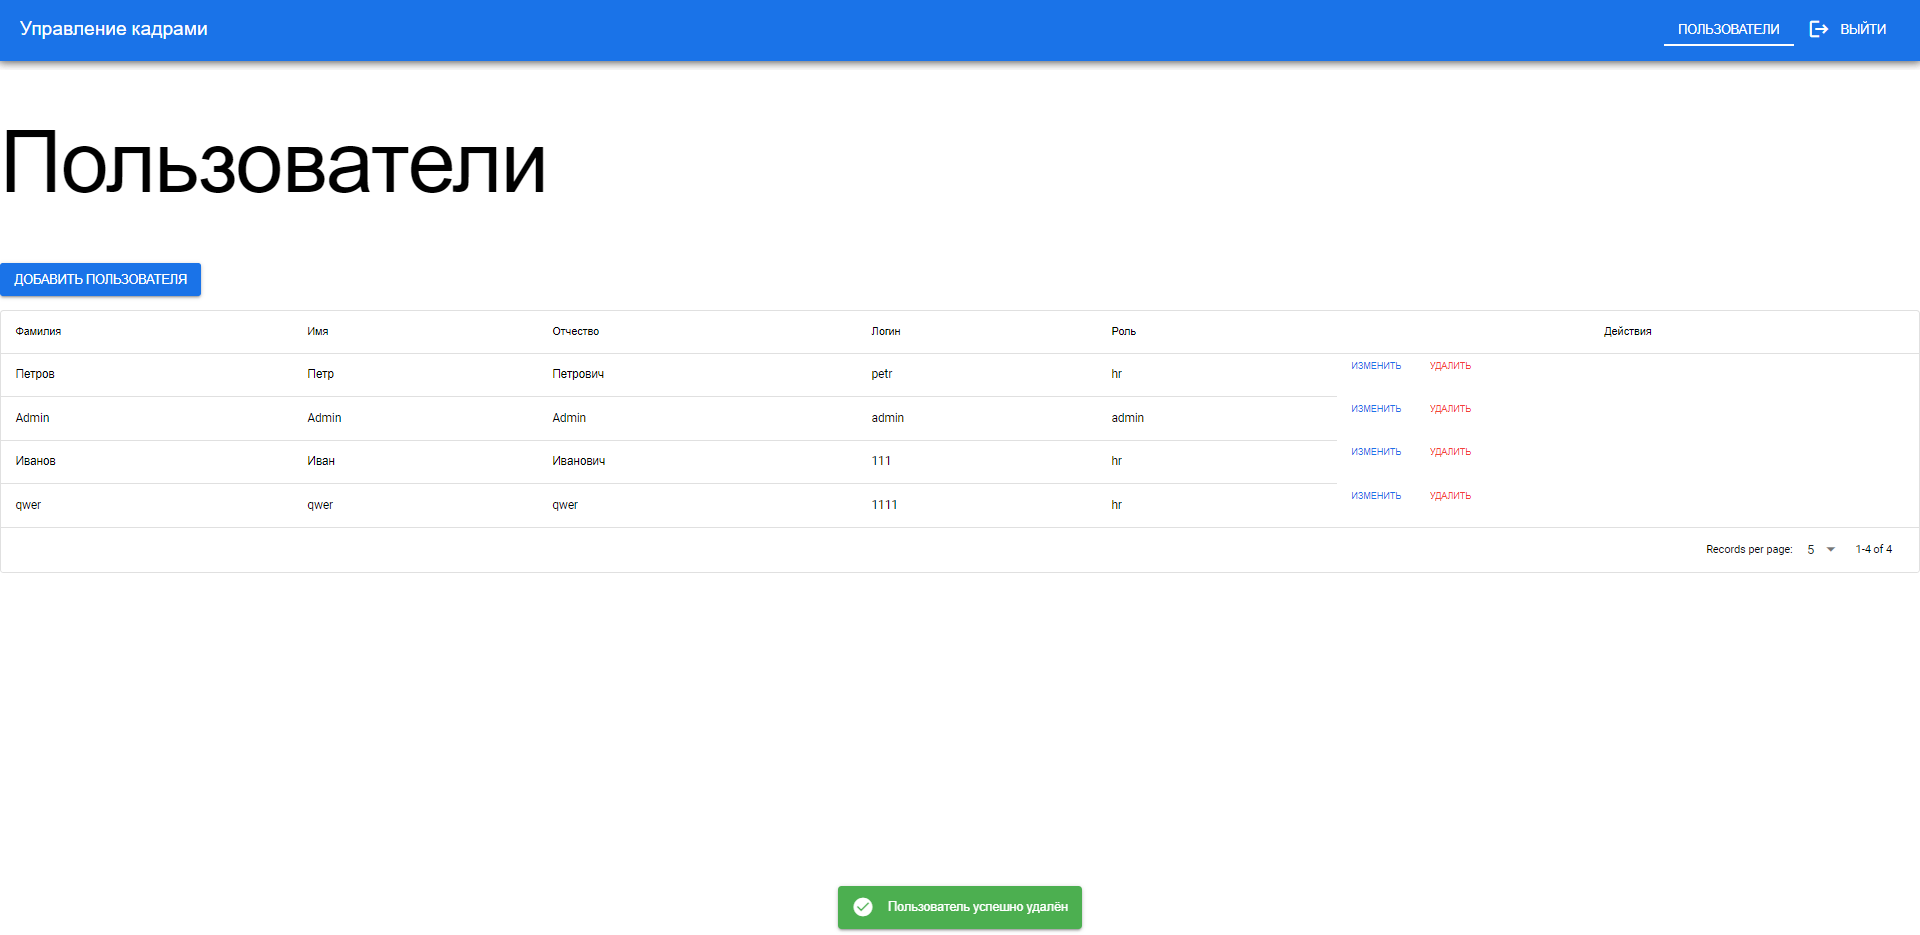 Управление кадрами
ПОЛЬЗОВАТЕЛИ
ВЫЙТИ
Пользователи
ДОБАВИТЬ ПОЛЬЗОВАТЕЛЯ
Фамилия Имя Отчество Логин Роль Действия
Петров Петр Петрович petr hr ИЗМЕНИТЬ УДАЛИТЬ
Admin Admin Admin admin admin ИЗМЕНИТЬ УДАЛИТЬ
Иванов Иван Иванович 111 hr ИЗМЕНИТЬ УДАЛИТЬ
qwer qwer qwer 1111 hr ИЗМЕНИТЬ УДАЛИТЬ
Records per page: 5 1-4 of 4
Пользователь успешно удалён